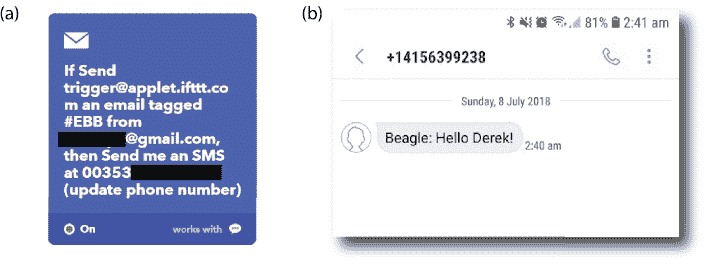 (a)
If Send
trigger@applet.ifttt.co
m an email tagged
#EBB from
@gmail.com,
then Send me an SMS
at 00353
(update phone number)
On works with
(b)
81% 2:41 am
+14156399238
Sunday, 8 July 2018
Beagle: Hello Derek! 2:40 am